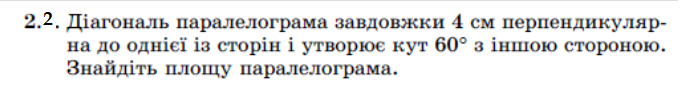 2.2. Діагональ паралелограма завдовжки 4 см перпендикуляр-
на до однієї із сторін і утворює кут 60° з іншою стороною.
Знайдіть площу паралелограма.